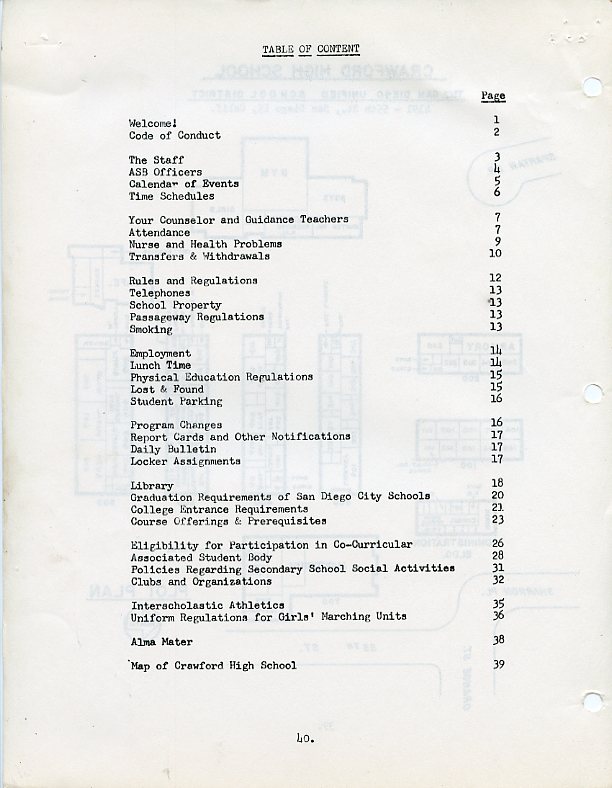 TABLE OF CONTENT
Page
Welcome! 1
Code of Conduct 2
The Staff 3
ASB Officers 4
Calendar of Events 5
Time Schedules 6
Your Counselor and Guidance Teachers 7
Attendance 7
Nurse and Health Problems 9
Transfers & Withdrawals 10
Rules and Regulations 12
Telephones 13
School Property 13
Passageway Regulations 13
Smoking 13
Employment 14
Lunch Time 14
Physical Education Regulations 15
Lost & Found 15
Student Parking 16
Program Changes 16
Report Cards and Other Notifications 17
Daily Bulletin 17
Locker Assignments 17
Library 18
Graduation Requirements of San Diego City Schools 20
College Entrance Requirements 21
Course Offerings & Prerequisites 23
Eligibility for Participation in Co-Curricular 26
Associated Student Body 28
Policies Regarding Secondary School Social Activities 31
Clubs and Organizations 32
Interscholastic Athletics 35
Uniform Regulations for Girls' Marching Units 36
Alma Mater 38
Map of Crawford High School 39
40.